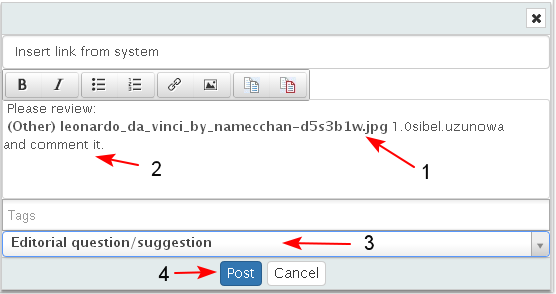 Insert link from system
B I
Please review:
(Other) leonardo_da_vinci_by_namecchan-d5s3b1w.jpg 1.0sibel.uzunowa
and comment it.
2
1
Tags
Editorial question/suggestion
3
4
Post Cancel